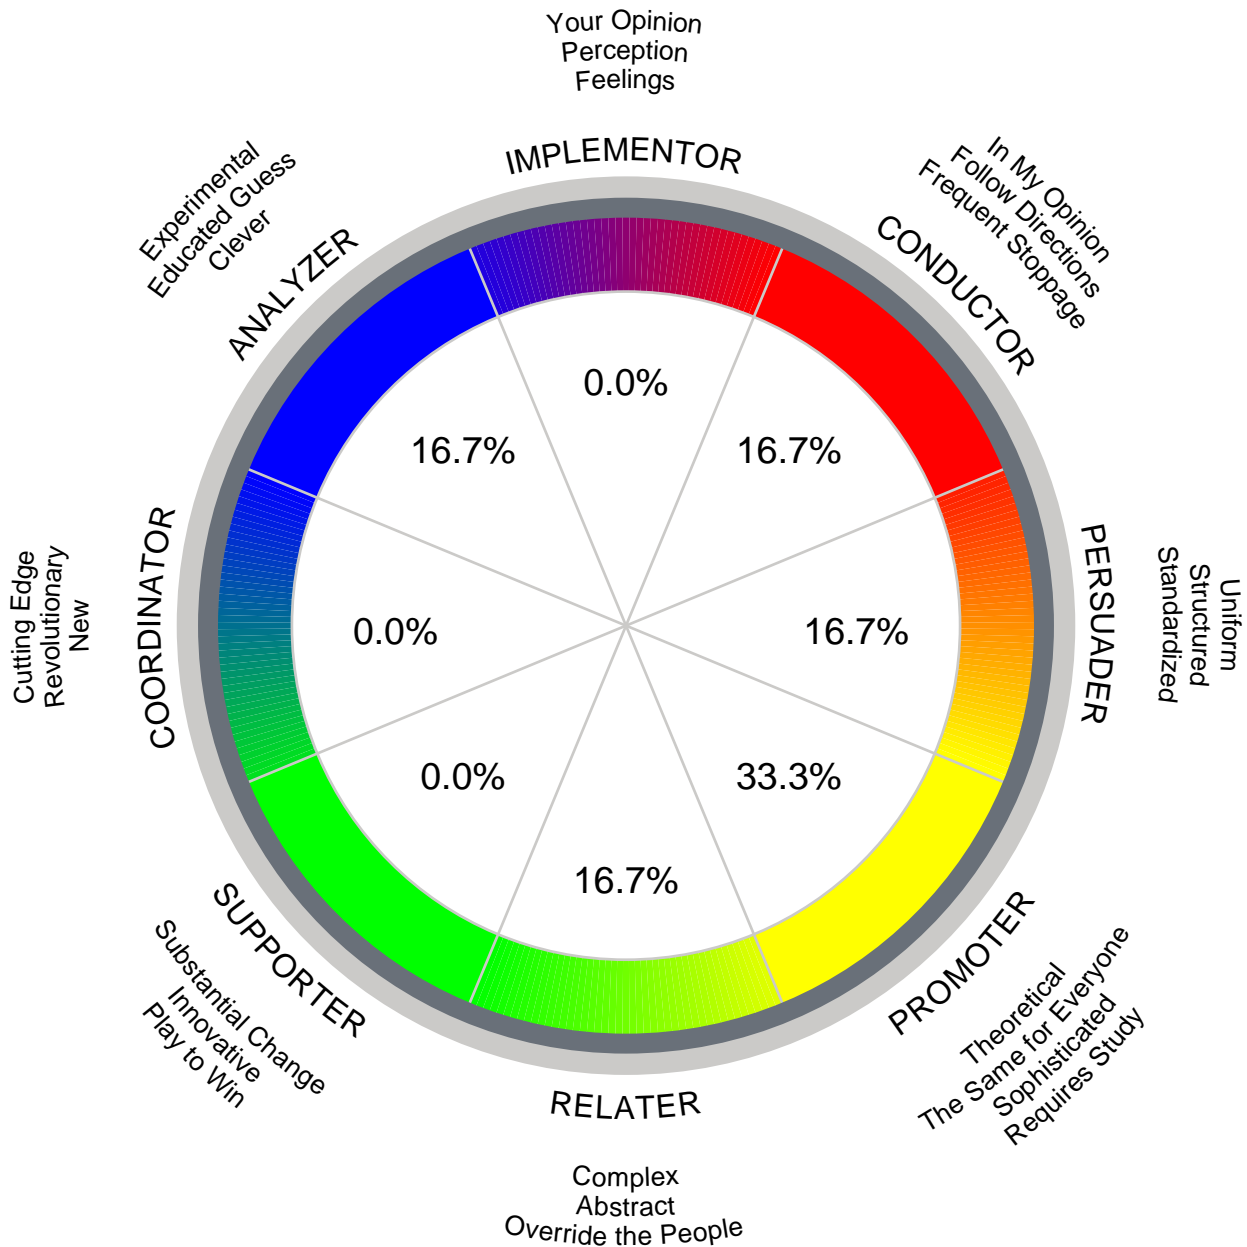 Your Opinion
Perception
Feelings
IMPLEMENTOR
0.0%
In My Opinion
Follow Directions
Frequent Stoppage
CONDUCTOR
16.7%
Uniform
Structured
Standardized
PERSUADER
16.7%
PROMOTER
33.3%
Theoretical
The Same for Everyone
Sophisticated
Requires Study
RELATER
16.7%
Complex
Abstract
Override the People
SUPPORTER
0.0%
Substantial Change
Innovative
Play to Win
COORDINATOR
0.0%
Cutting Edge
Revolutionary
New
Experimental
Educated Guess
Clever
ANALYZER
16.7%